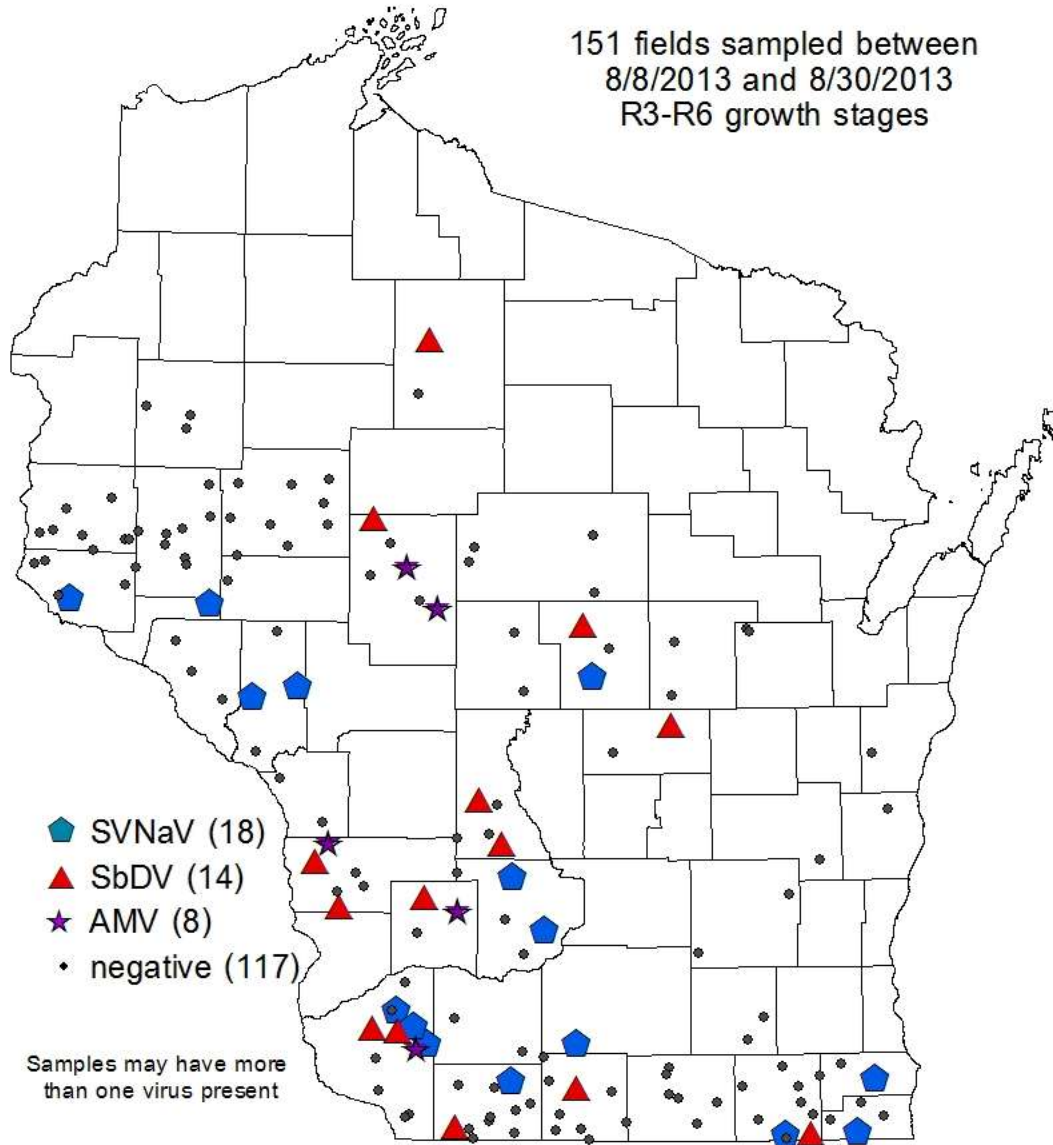 151 fields sampled between
8/8/2013 and 8/30/2013
R3-R6 growth stages
SVNaV (18)
SbDV (14)
AMV (8)
negative (117)
Samples may have more
than one virus present